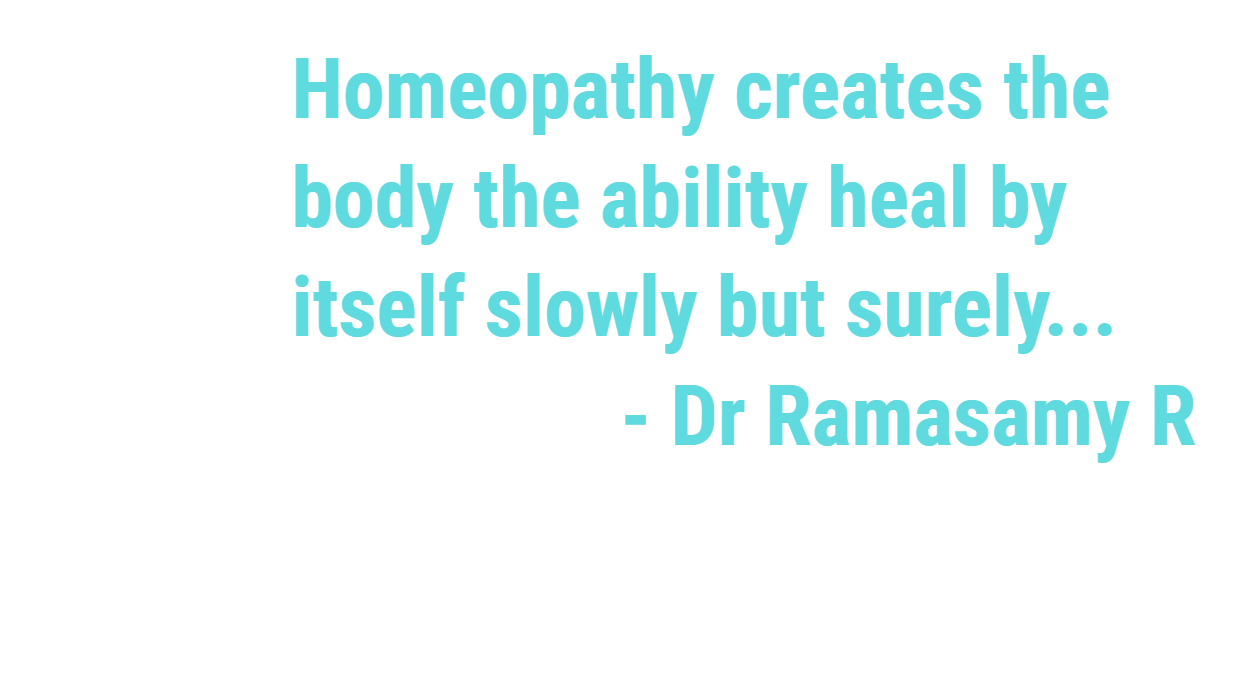 Homeopathy creates the
body the ability heal by
itself slowly but surely...
- Dr Ramasamy R